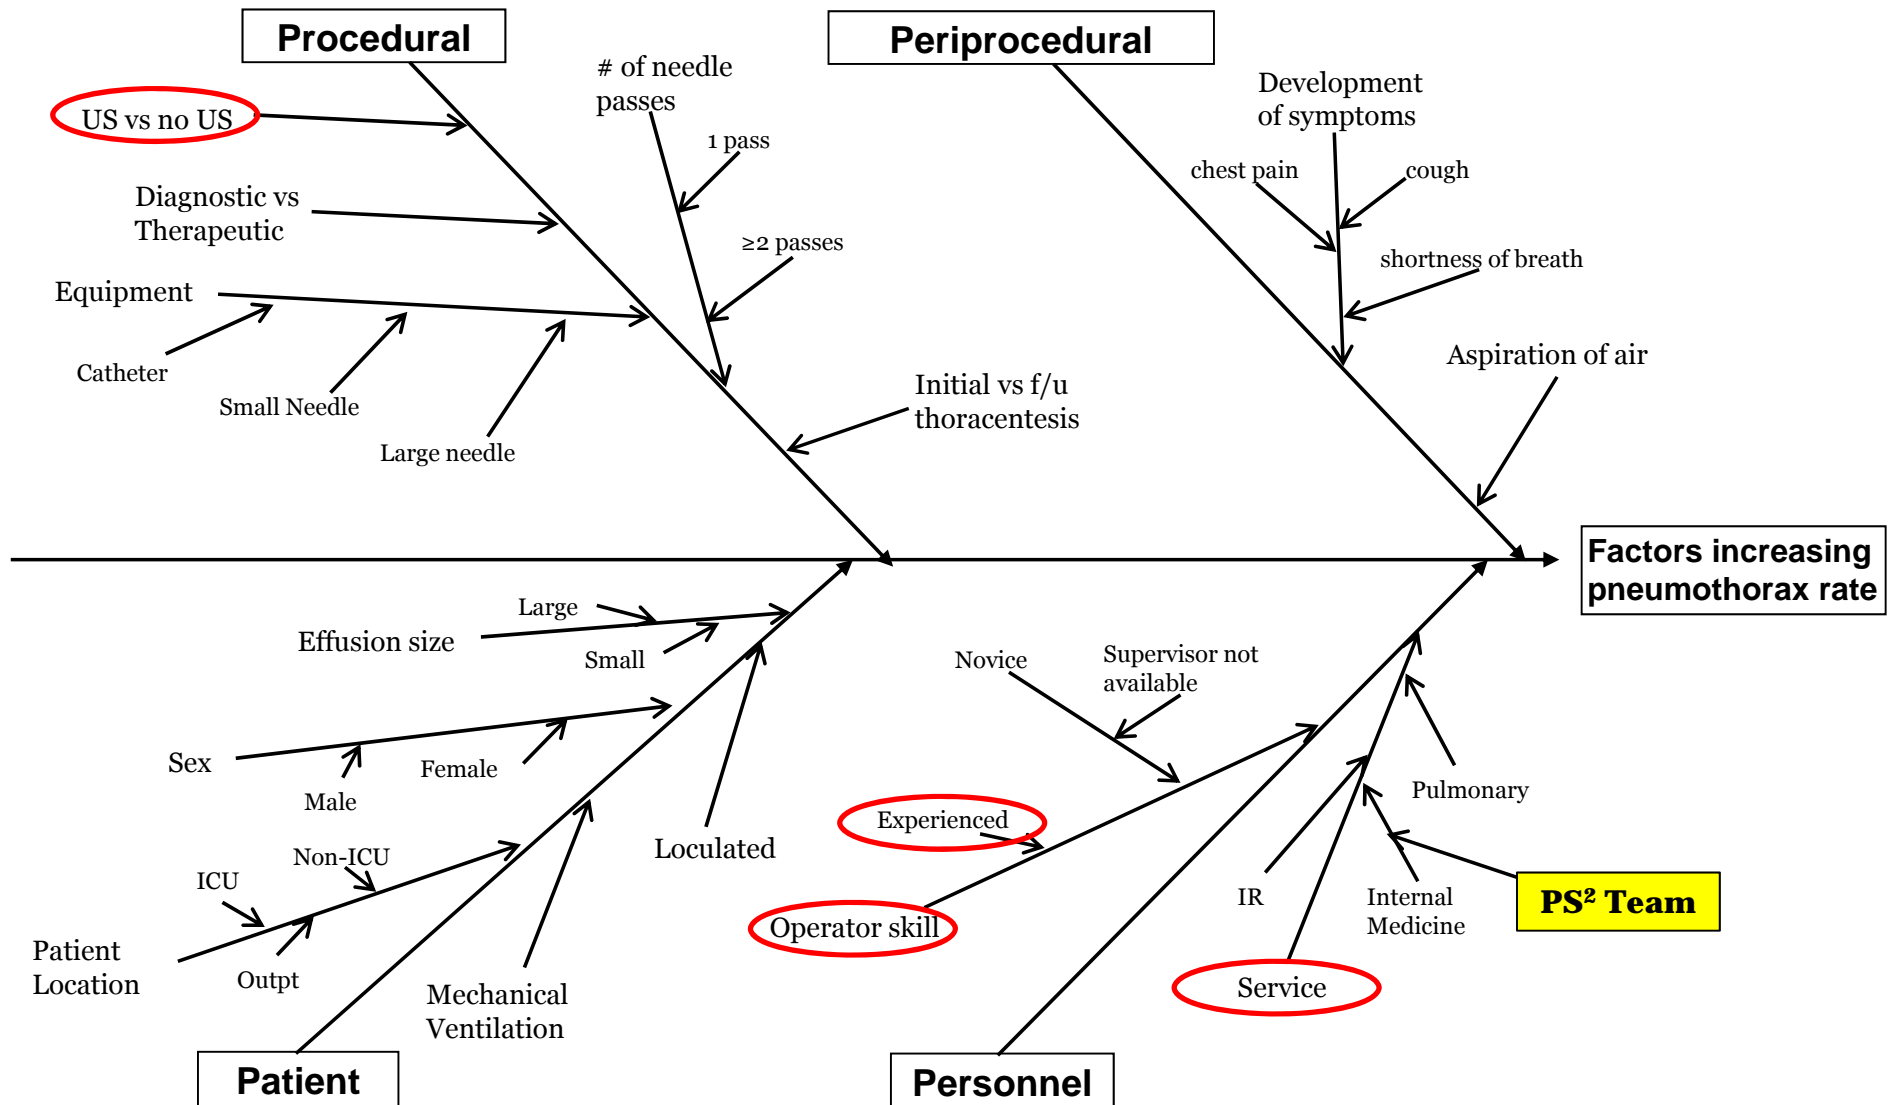 Procedural
US vs no US
Diagnostic vs
Therapeutic
Equipment
Catheter
Small Needle
Large needle
# of needle
passes
1 pass
≥2 passes
Initial vs f/u
thoracentesis
Periprocedural
Development
of symptoms
chest pain
cough
shortness of breath
Aspiration of air
Factors increasing
pneumothorax rate
Effusion size
Large
Small
Sex
Male
Female
Loculated
Patient
Location
ICU
Non-ICU
Outpt
Mechanical
Ventilation
Patient
Novice
Supervisor not
available
Experienced
Operator skill
Pulmonary
IR
Internal
Medicine
PS² Team
Service
Personnel